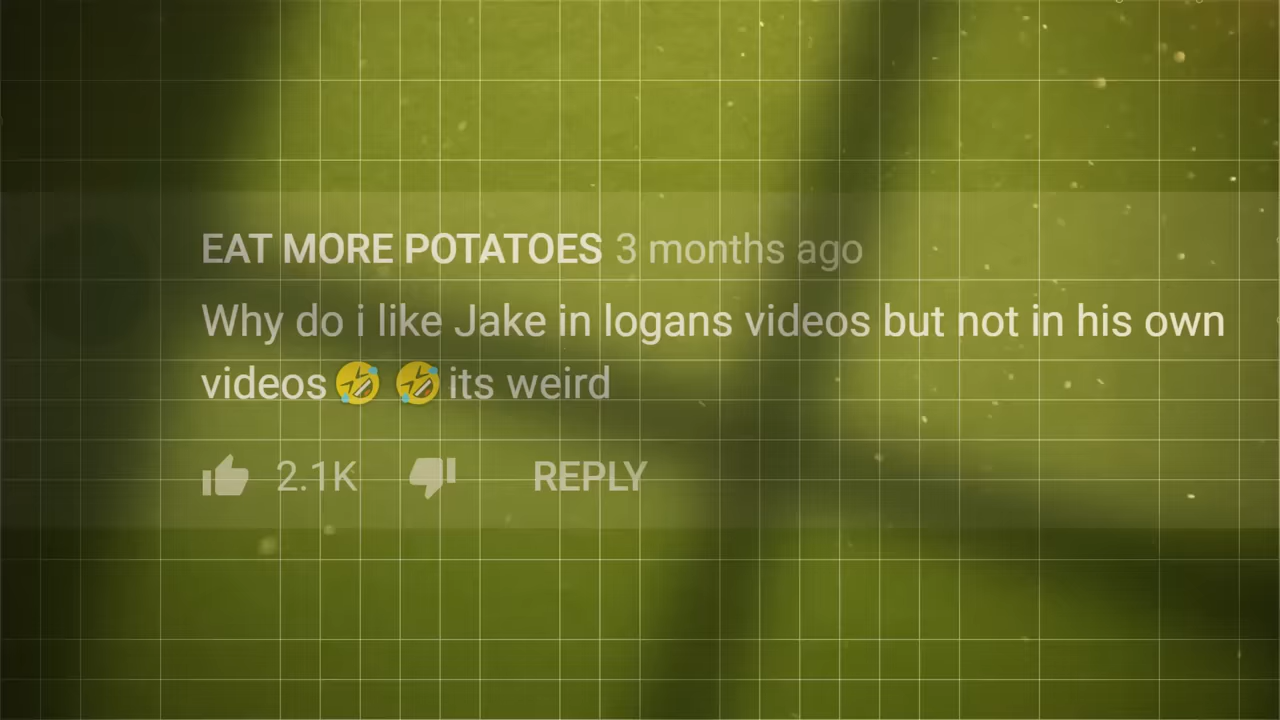 EAT MORE POTATOES 3 months ago
Why do i like Jake in logans videos but not in his own
videos🤣 🤣its weird
2.1K REPLY